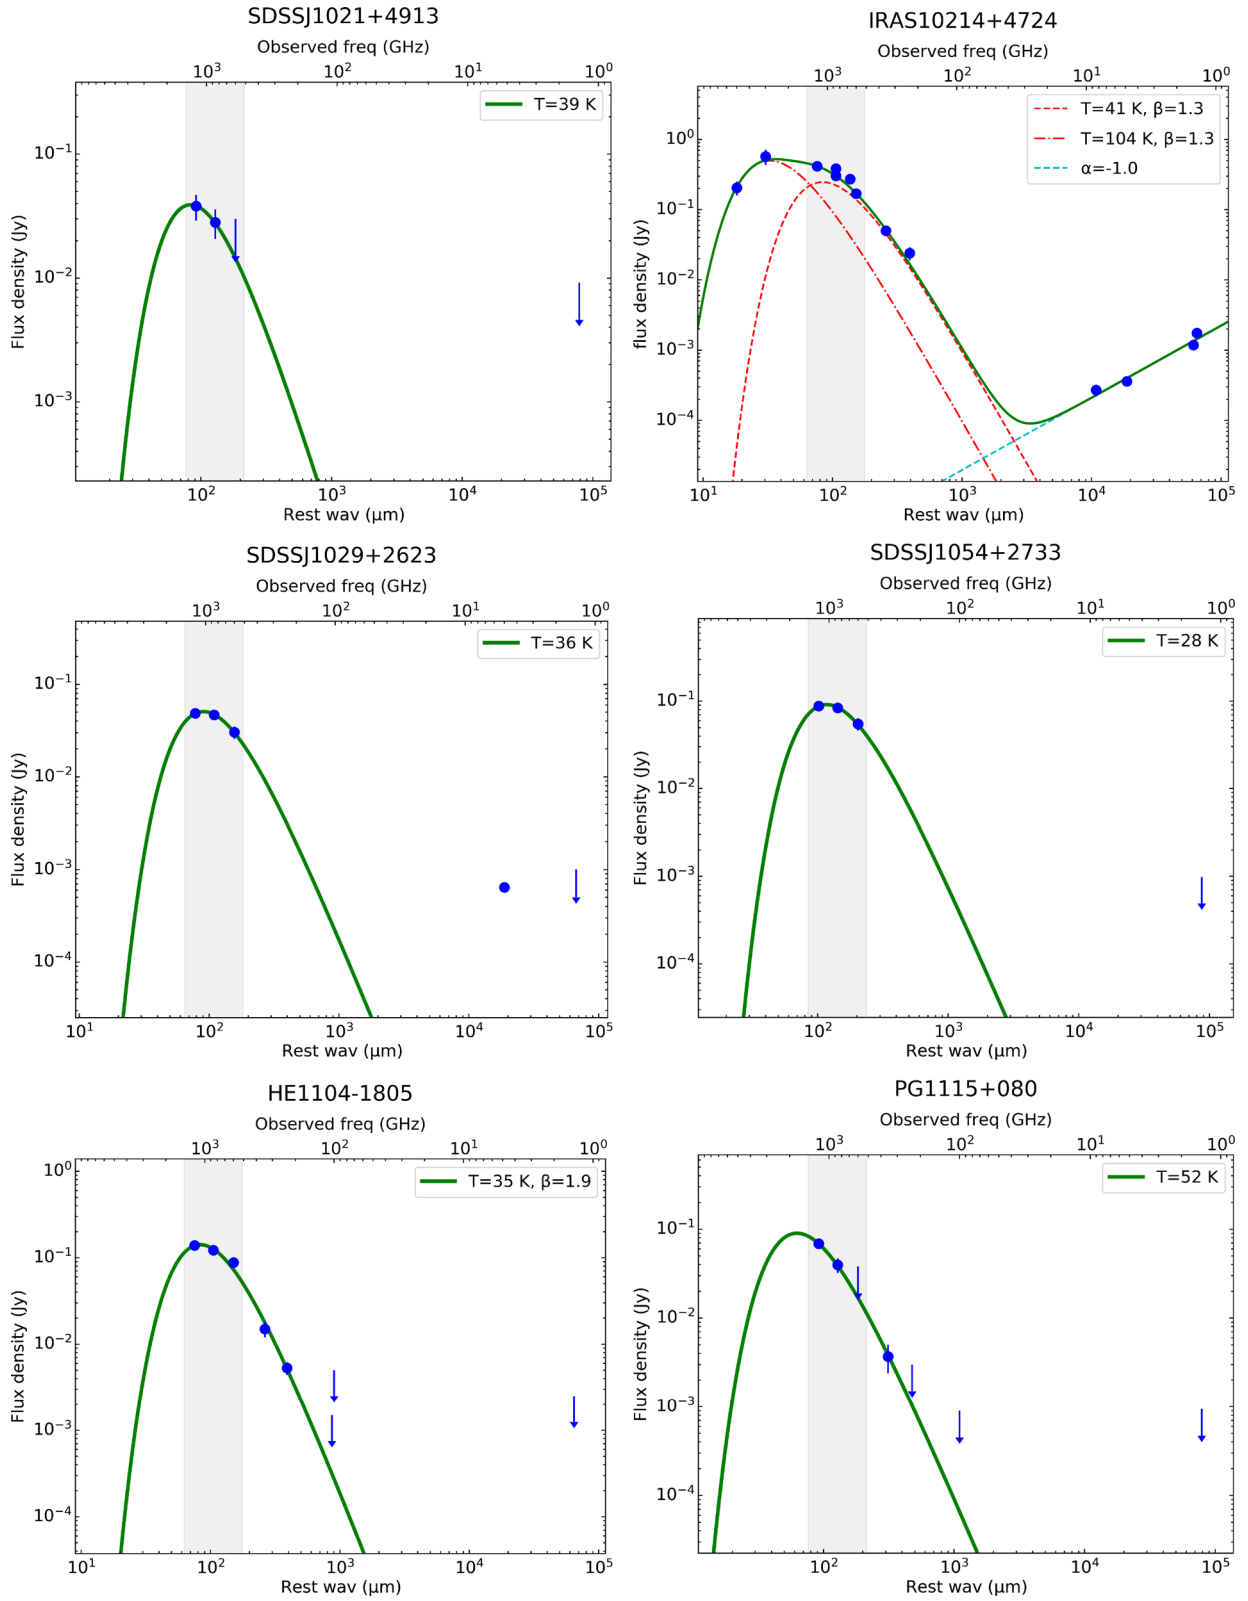 SDSSJ1021+4913
Observed freq (GHz)
10³ 10² 10¹ 10⁰
T=39 K
Flux density (Jy)
10⁻¹
10⁻²
10⁻³
10² 10³ 10⁴ 10⁵
Rest wav (μm)
IRAS10214+4724
Observed freq (GHz)
10³ 10² 10¹ 10⁰
T=41 K, β=1.3
T=104 K, β=1.3
α=-1.0
flux density (Jy)
10⁰
10⁻¹
10⁻²
10⁻³
10⁻⁴
10¹ 10² 10³ 10⁴ 10⁵
Rest wav (μm)
SDSSJ1029+2623
Observed freq (GHz)
10³ 10² 10¹ 10⁰
T=36 K
Flux density (Jy)
10⁻¹
10⁻²
10⁻³
10⁻⁴
10¹ 10² 10³ 10⁴ 10⁵
Rest wav (μm)
SDSSJ1054+2733
Observed freq (GHz)
10³ 10² 10¹ 10⁰
T=28 K
Flux density (Jy)
10⁻¹
10⁻²
10⁻³
10⁻⁴
10² 10³ 10⁴ 10⁵
Rest wav (μm)
HE1104-1805
Observed freq (GHz)
10³ 10² 10¹ 10⁰
T=35 K, β=1.9
Flux density (Jy)
10⁰
10⁻¹
10⁻²
10⁻³
10⁻⁴
10¹ 10² 10³ 10⁴ 10⁵
Rest wav (μm)
PG1115+080
Observed freq (GHz)
10³ 10² 10¹ 10⁰
T=52 K
Flux density (Jy)
10⁻¹
10⁻²
10⁻³
10⁻⁴
10² 10³ 10⁴ 10⁵
Rest wav (μm)